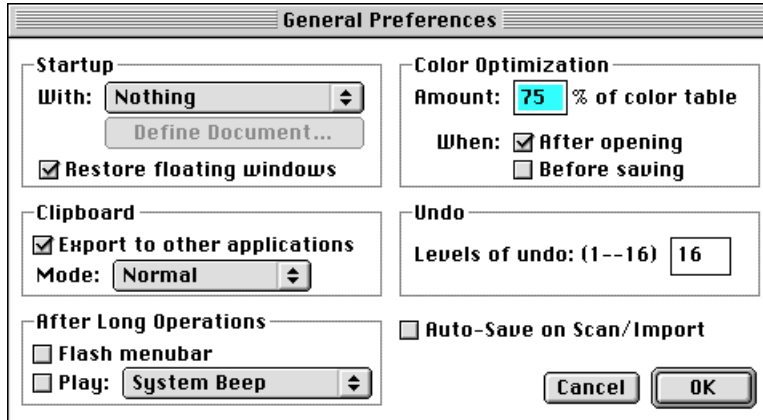 General Preferences
Startup
With: Nothing
Define Document...
Restore floating windows
Color Optimization
Amount: 75 % of color table
When: After opening
Before saving
Clipboard
Export to other applications
Mode: Normal
Undo
Levels of undo: (1--16) 16
After Long Operations
Flash menubar
Play: System Beep
Auto-Save on Scan/Import
Cancel
OK